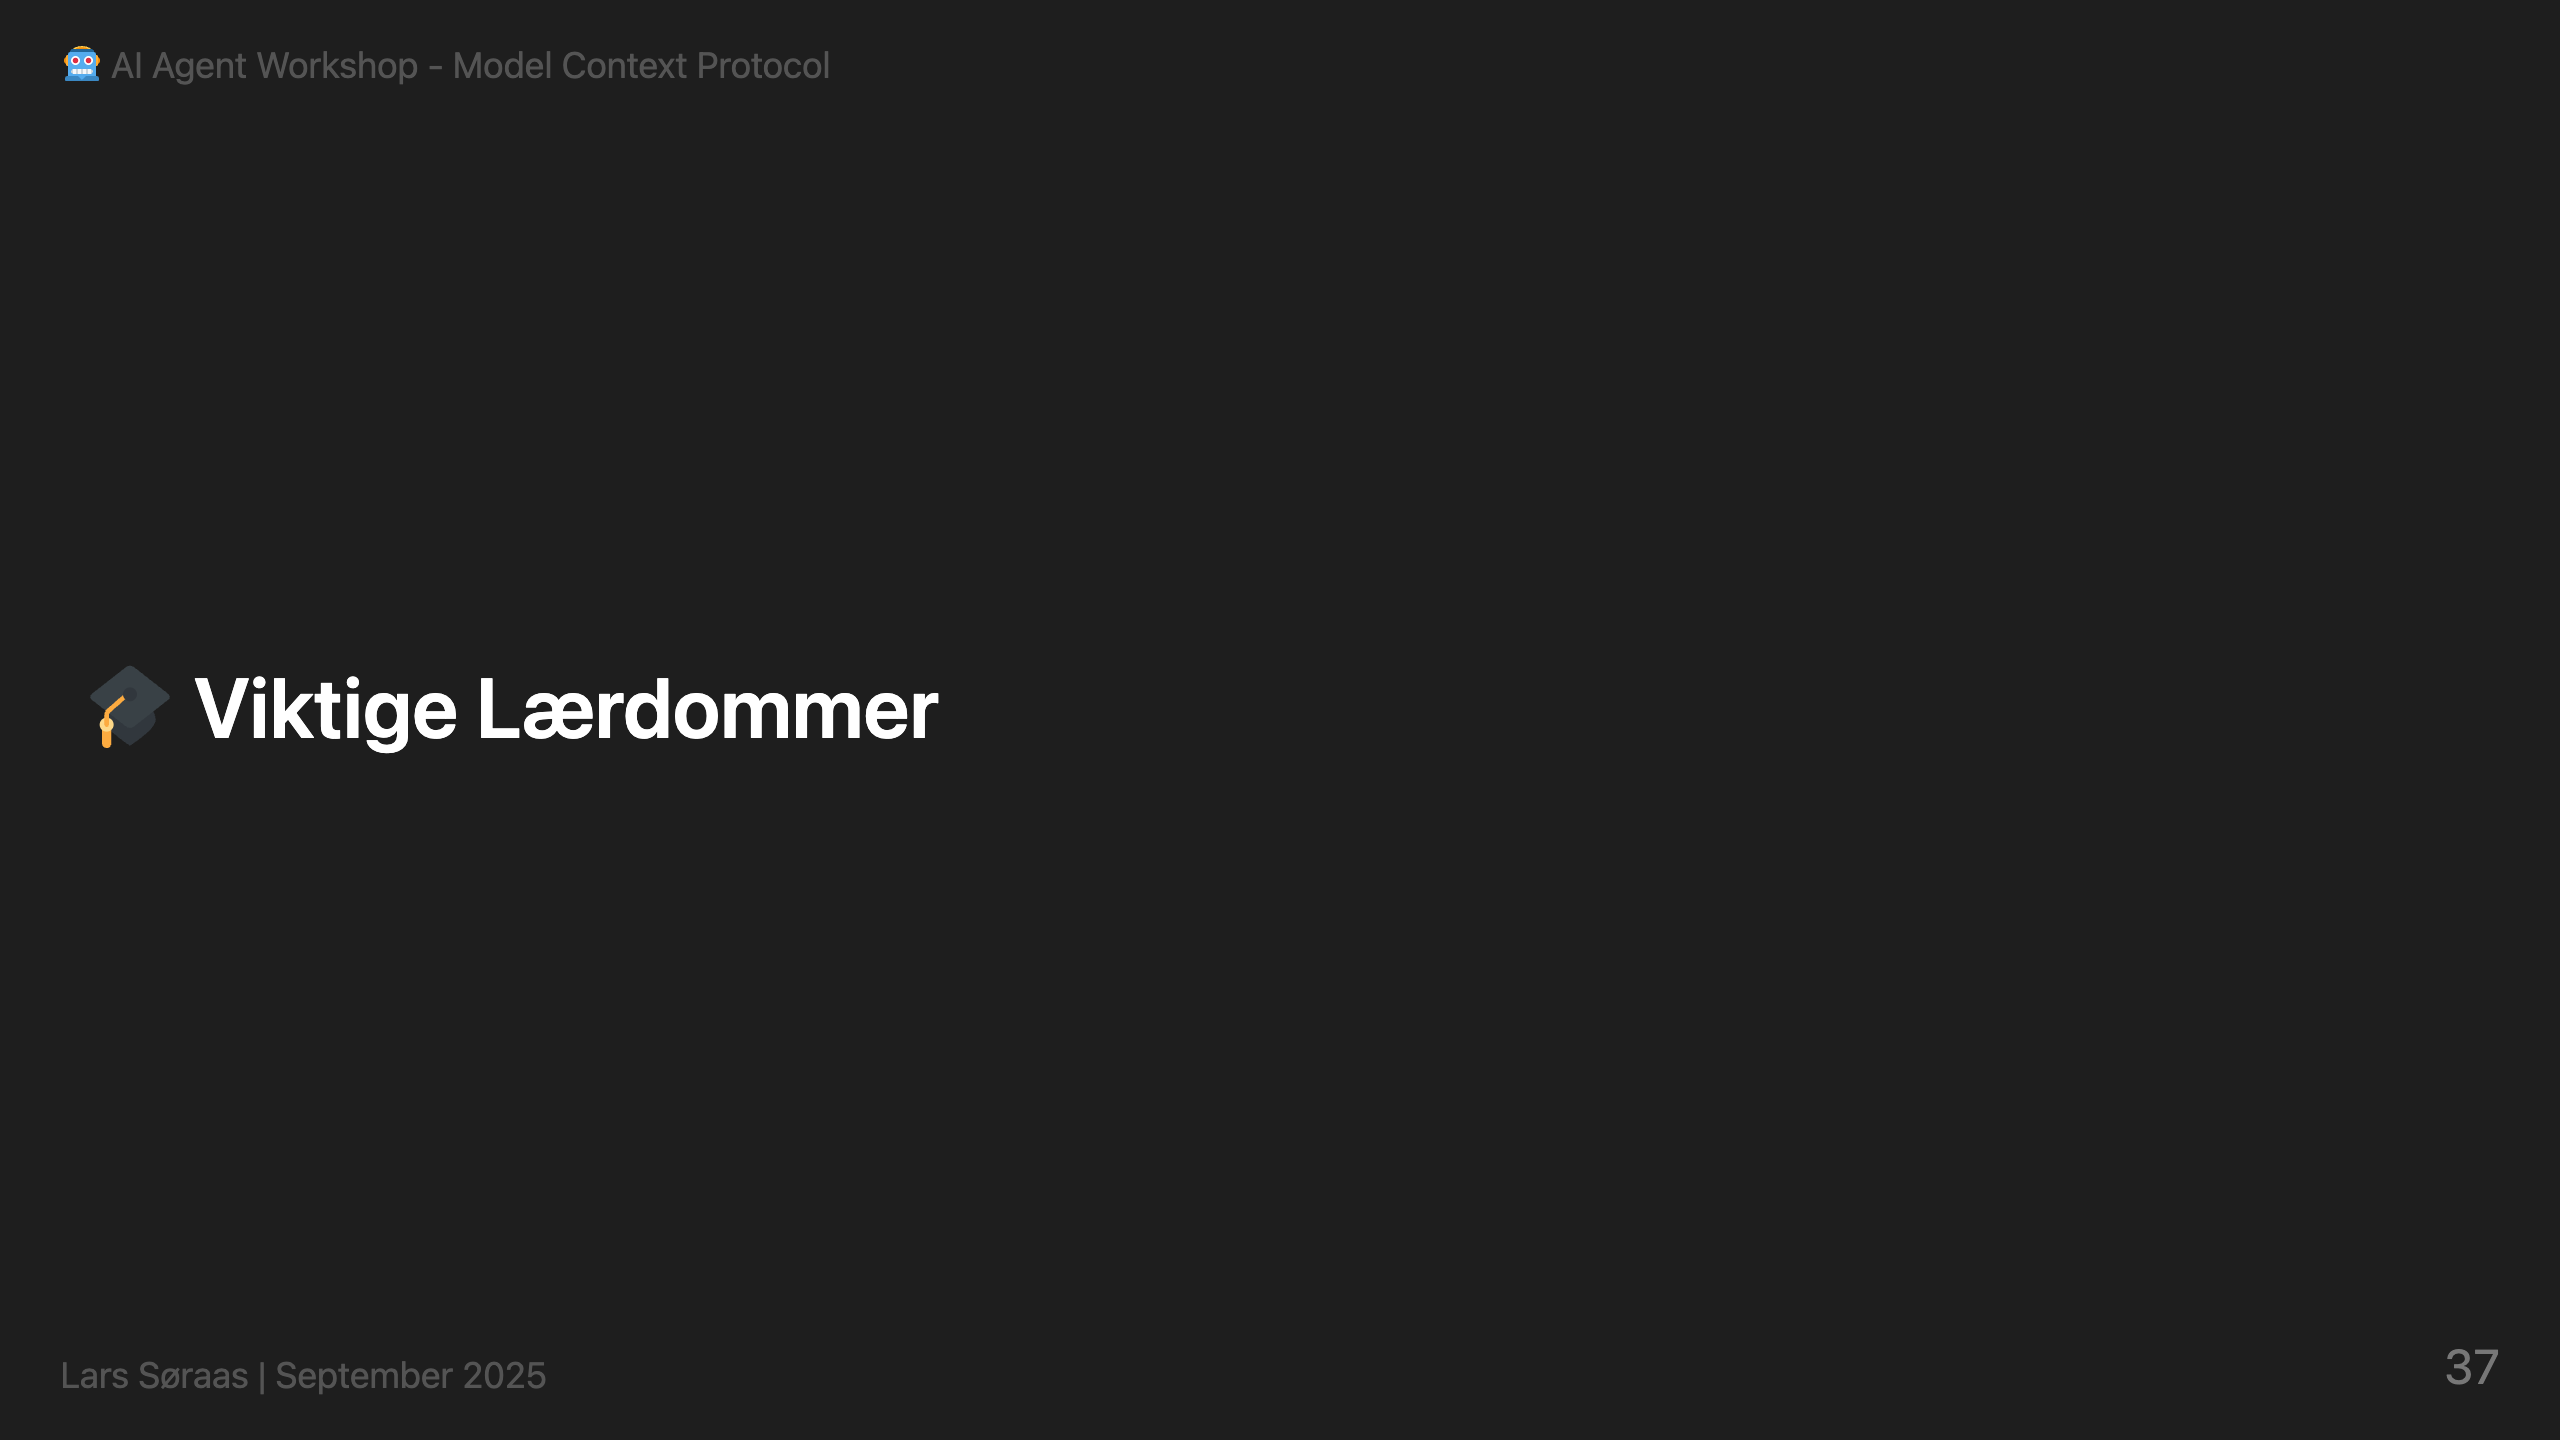 🤖 AI Agent Workshop - Model Context Protocol
🎓 Viktige Lærdommer
Lars Søraas | September 2025
37